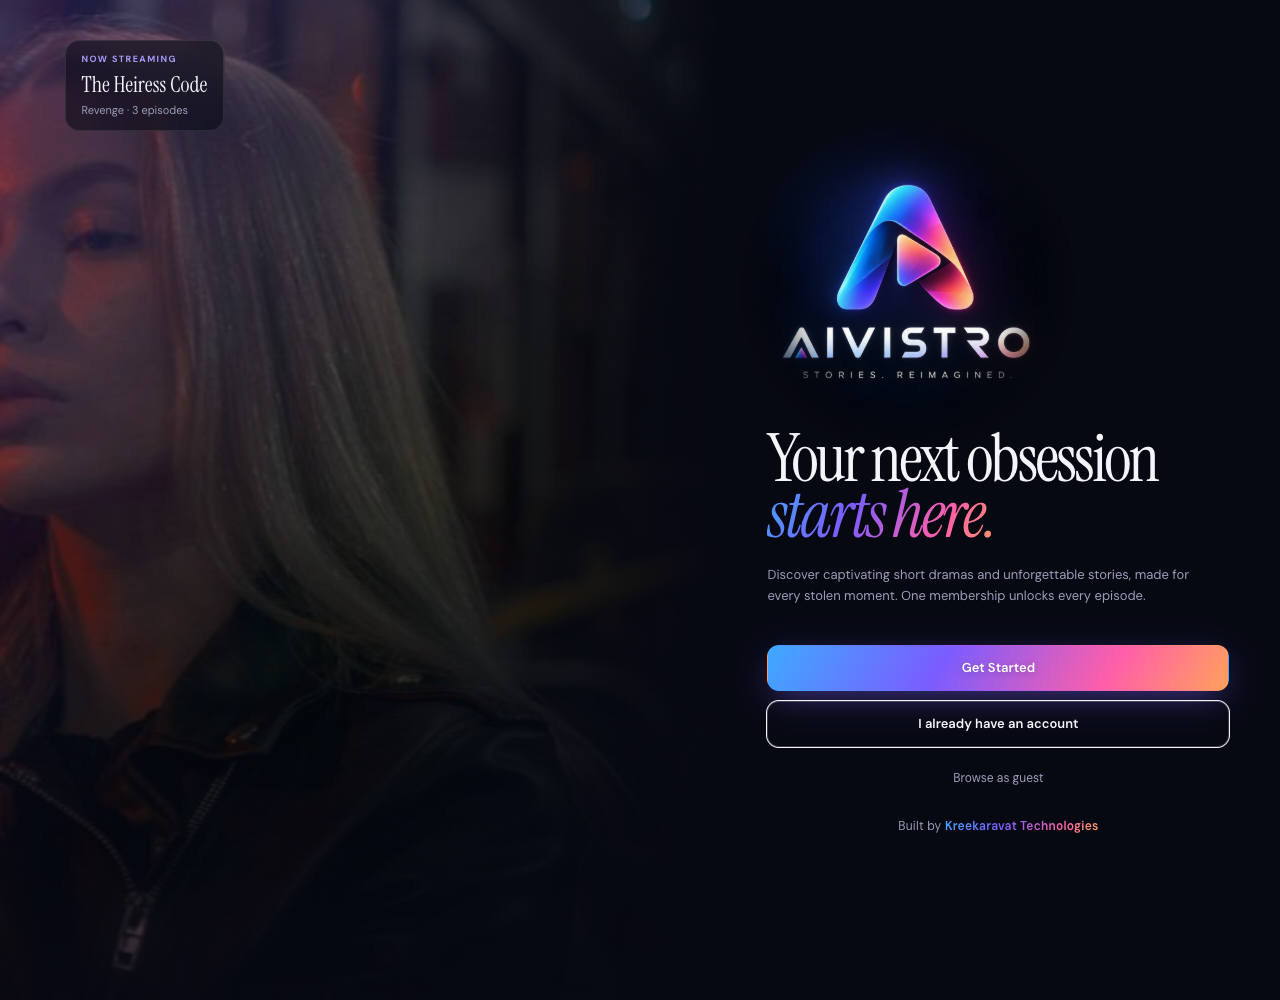 NOW STREAMING
The Heiress Code
Revenge · 3 episodes
AIVISTRO
STORIES. REIMAGINED.
Your next obsession
starts here.
Discover captivating short dramas and unforgettable stories, made for
every stolen moment. One membership unlocks every episode.
Get Started
I already have an account
Browse as guest
Built by Kreekaravat Technologies